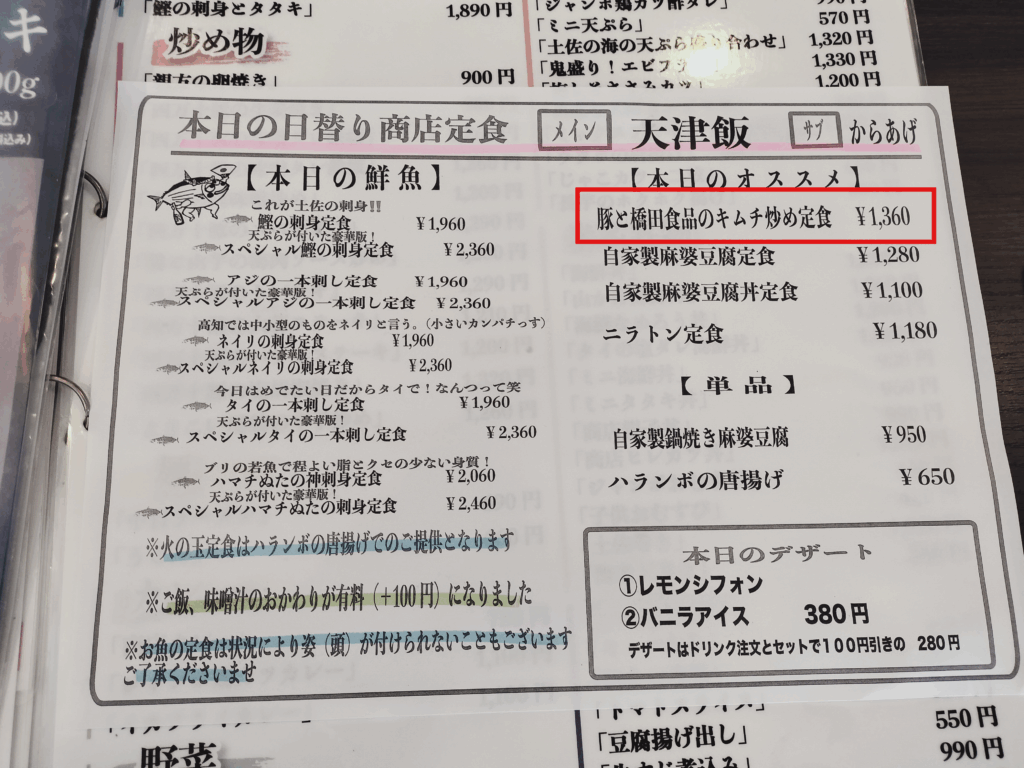 キ
00g
「鰹の刺身とタタキ」 1,890円
炒め物
「親方の卵焼き」 900円
「ジャンボ鶏カツ酢ダレ」
「ミニ天ぷら」 570円
「土佐の海の天ぷら盛り合わせ」 1,320円
「鬼盛り！エビフライ」 1,330円
1,200円
本日の日替り商店定食 メイン 天津飯 サブ からあげ
【本日の鮮魚】
これが土佐の刺身!!
鰹の刺身定食 ¥1,960
天ぷらが付いた豪華版！
スペシャル鰹の刺身定食 ¥2,360
アジの一本刺し定食 ¥1,960
天ぷらが付いた豪華版！
スペシャルアジの一本刺し定食 ¥2,360
高知では中小型のものをネイリと言う。（小さいカンパチっす）
ネイリの刺身定食 ¥1,960
天ぷらが付いた豪華版！
スペシャルネイリの刺身定食 ¥2,360
今日はめでたい日だからタイで！なんつって笑
タイの一本刺し定食 ¥1,960
天ぷらが付いた豪華版！
スペシャルタイの一本刺し定食 ¥2,360
ブリの若魚で程よい脂とクセの少ない身質！
ハマチぬたの神刺身定食 ¥2,060
天ぷらが付いた豪華版！
スペシャルハマチぬたの刺身定食 ¥2,460
※火の玉定食はハランボの唐揚げでのご提供となります
※ご飯、味噌汁のおかわりが有料（+100円）になりました
※お魚の定食は状況により姿（頭）が付けられないこともございます
ご了承くださいませ
【本日のオススメ】
豚と橋田食品のキムチ炒め定食 ¥1,360
自家製麻婆豆腐定食 ¥1,280
自家製麻婆豆腐丼定食 ¥1,100
ニラトン定食 ¥1,180
【単品】
自家製鍋焼き麻婆豆腐 ¥950
ハランボの唐揚げ ¥650
本日のデザート
①レモンシフォン
②バニラアイス 380円
デザートはドリンク注文とセットで100円引きの 280円
野菜
「トマトスライス」 550円
「豆腐揚げ出し」 990円